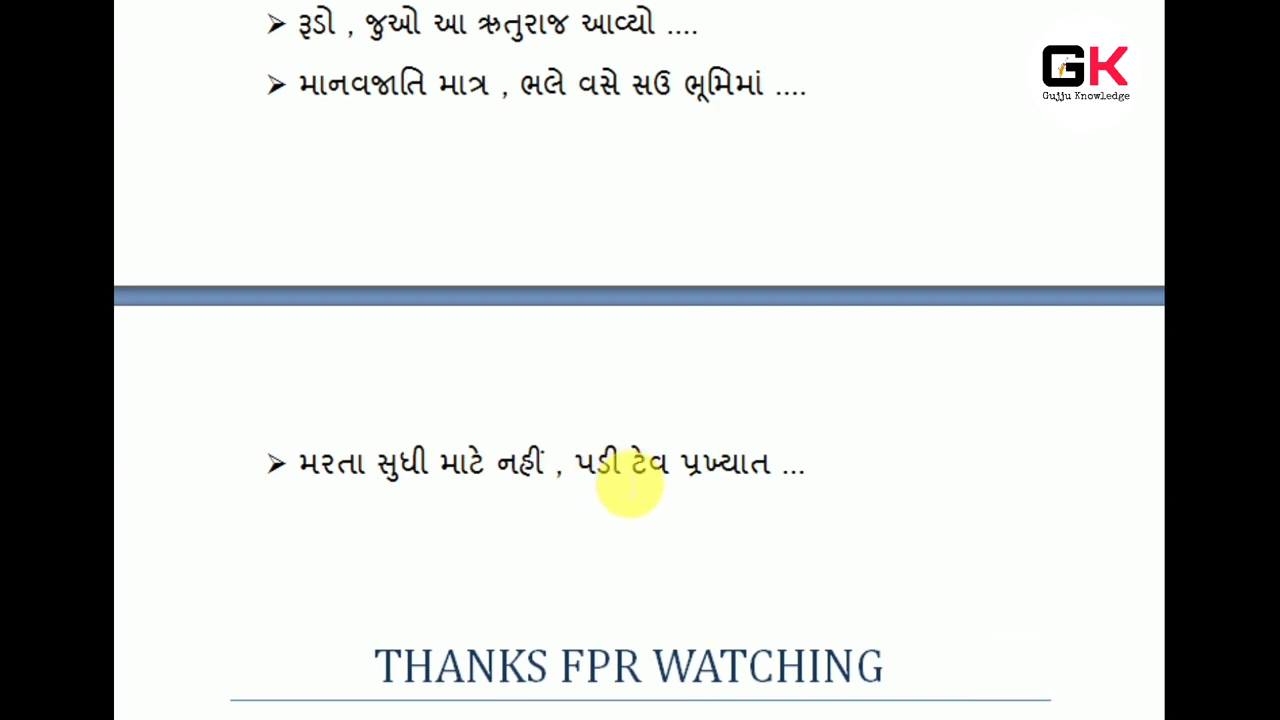 ➢ રૂડો , જુઓ આ ઋતુરાજ આવ્યો ....
➢ માનવજાતિ માત્ર , ભલે વસે સઉ ભૂમિમાં ....
GK
Gujju Knowledge
➢ મરતા સુધી માટે નહીં , પડી ટેવ પ્રખ્યાત ...
THANKS FPR WATCHING